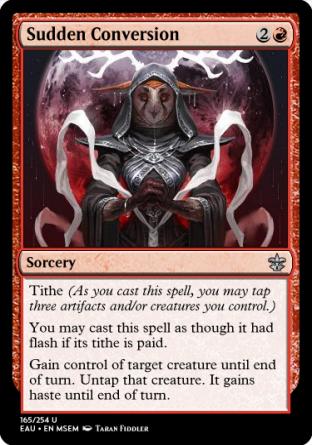 Sudden Conversion 2
Sorcery
Tithe (As you cast this spell, you may tap
three artifacts and/or creatures you control.)
You may cast this spell as though it had
flash if its tithe is paid.
Gain control of target creature until end
of turn. Untap that creature. It gains
haste until end of turn.
165/254 U
EAU • EN MSEM Taran Fiddler